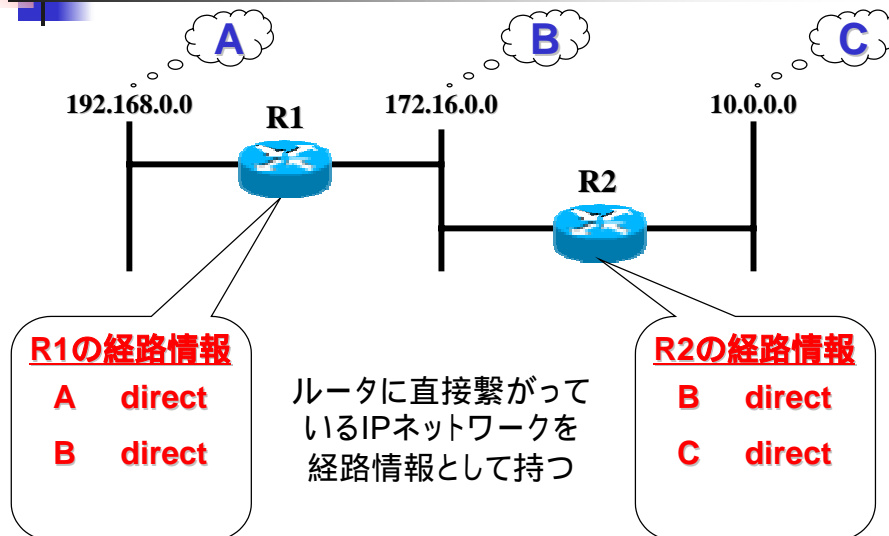 A
B
C
192.168.0.0
172.16.0.0
10.0.0.0
R1
R2
R1の経路情報
A direct
B direct
ルータに直接繋がって
いるIPネットワークを
経路情報として持つ
R2の経路情報
B direct
C direct